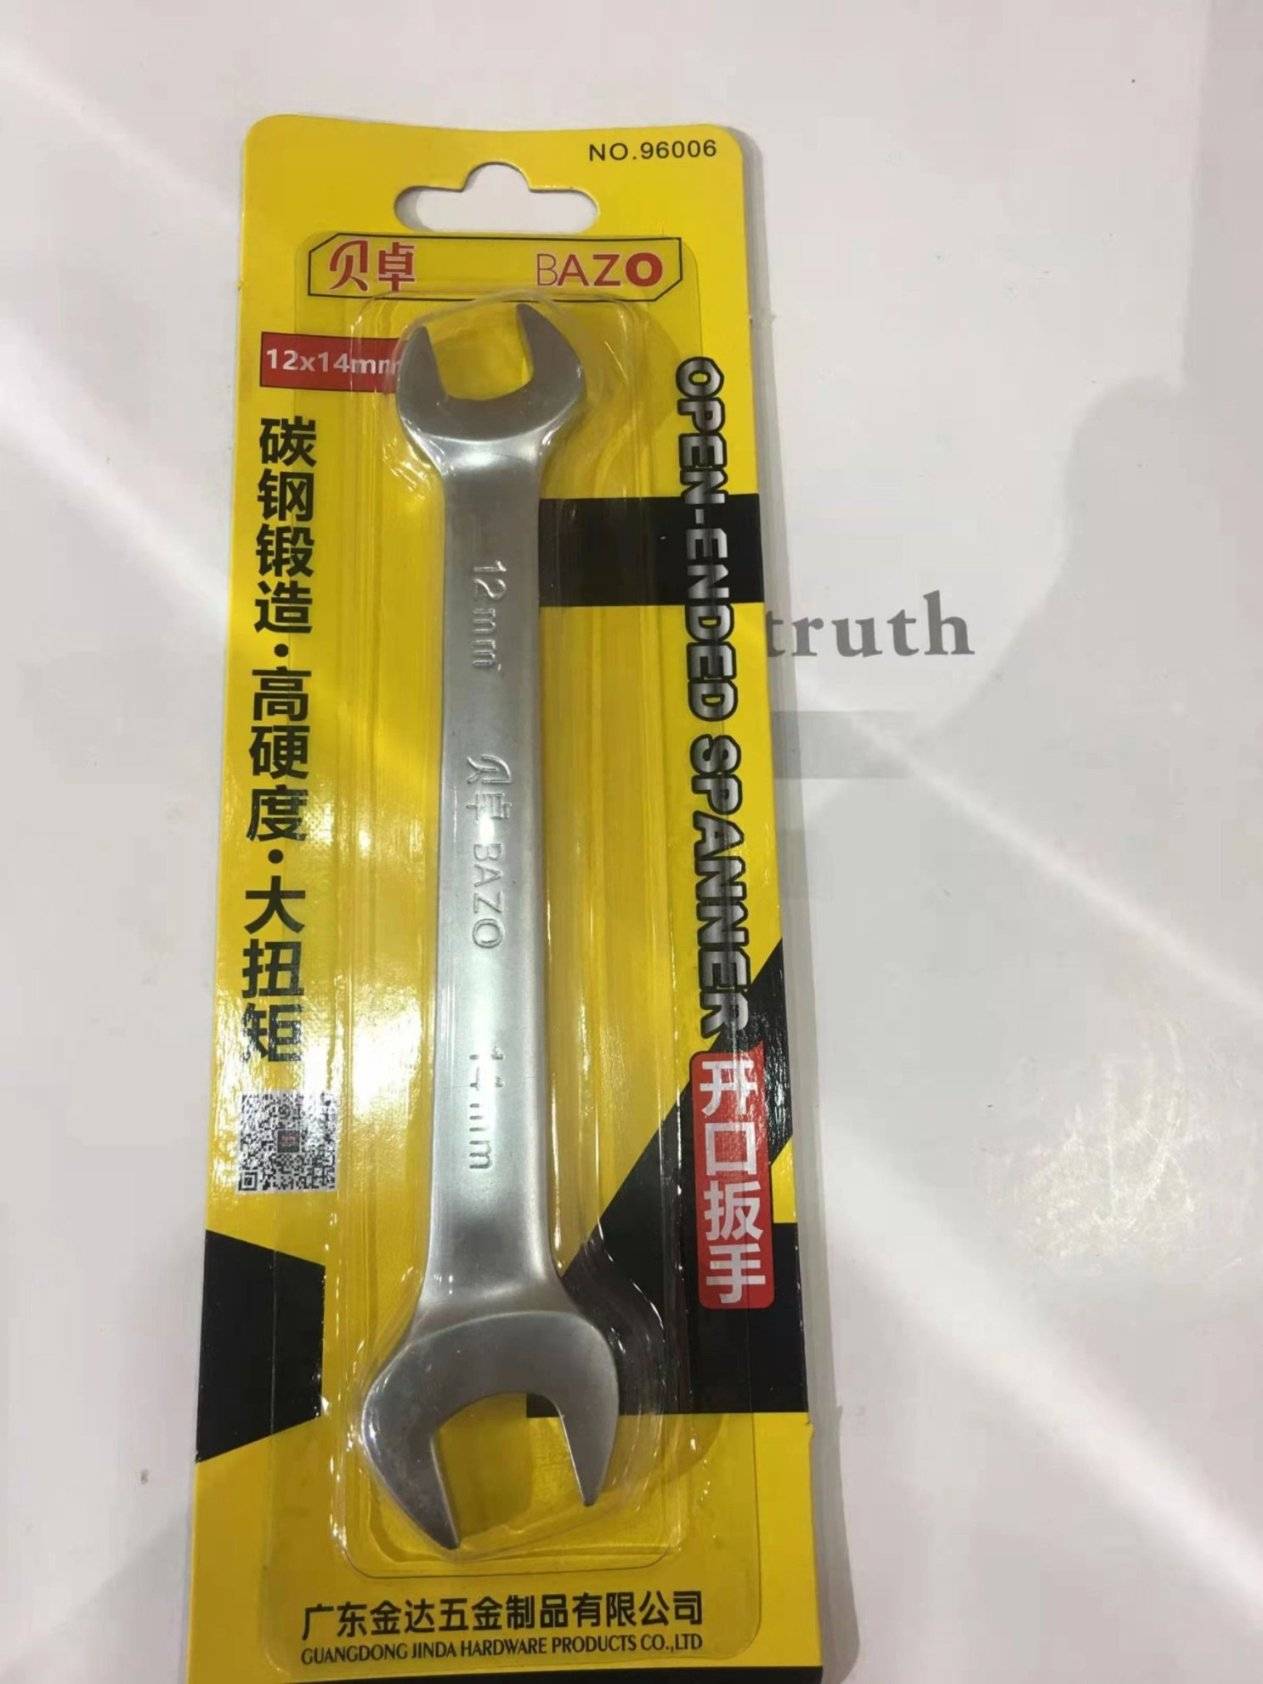 NO.96006
贝卓 BAZO
12x14mm
碳钢锻造·高硬度·大扭矩
OPEN-ENDED SPANNER
开口扳手
12mm
贝卓 BAZO
14mm
truth
广东金达五金制品有限公司
GUANGDONG JINDA HARDWARE PRODUCTS CO.,LTD